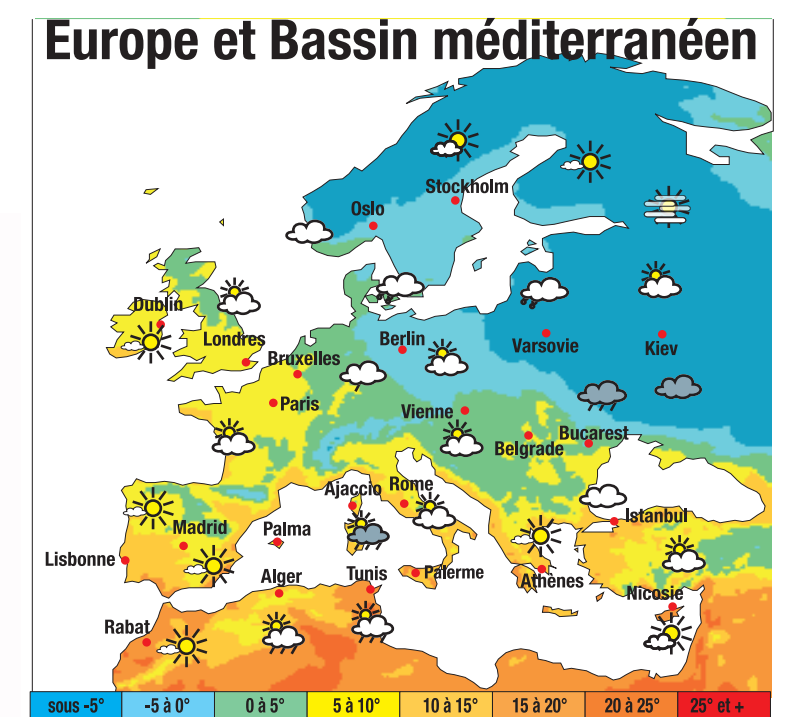 Europe et Bassin méditerranéen
Stockholm
Oslo
Dublin
Londres
Berlin
Varsovie
Kiev
Bruxelles
Paris
Vienne
Bucarest
Belgrade
Ajaccio
Rome
Istanbul
Madrid
Palma
Lisbonne
Alger
Tunis
Palerme
Athènes
Nicosie
Rabat
sous -5°
-5 à 0°
0 à 5°
5 à 10°
10 à 15°
15 à 20°
20 à 25°
25° et +